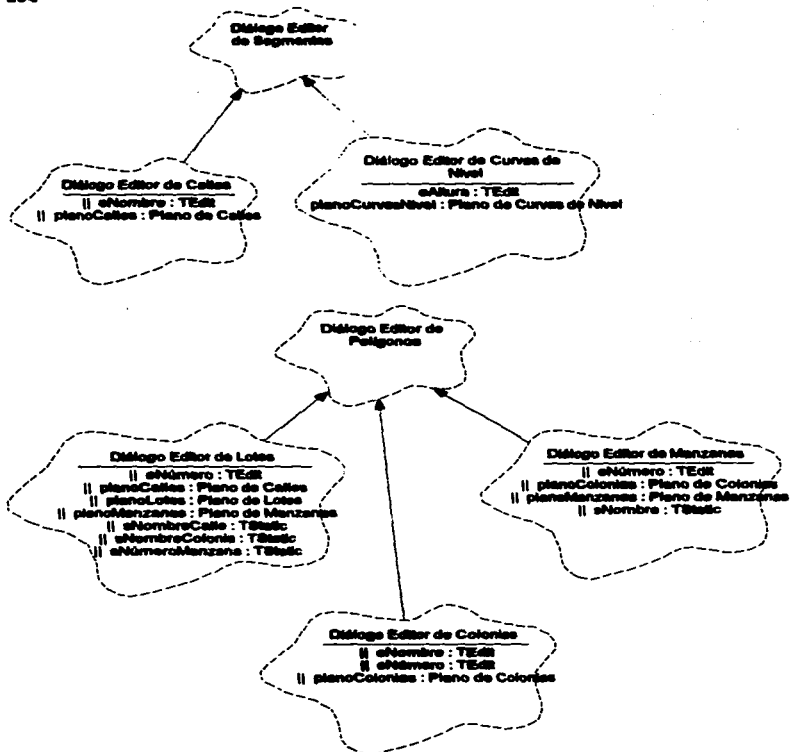 Diálogo Editor
de Segmentos
Diálogo Editor de Calles
|| eNombre : TEdit
|| planoCalles : Plano de Calles
Diálogo Editor de Curvas de
Nivel
eAltura : TEdit
planoCurvasNivel : Plano de Curvas de Nivel
Diálogo Editor de
Polígonos
Diálogo Editor de Lotes
|| eNúmero : TEdit
|| planoCalles : Plano de Calles
|| planoLotes : Plano de Lotes
|| planoManzanas : Plano de Manzanas
|| sNombreCalle : TStatic
|| sNombreColonia : TStatic
|| sNúmeroManzana : TStatic
Diálogo Editor de Manzanas
|| eNúmero : TEdit
|| planoColonias : Plano de Colonias
|| planoManzanas : Plano de Manzanas
|| sNombre : TStatic
Diálogo Editor de Colonias
|| eNombre : TEdit
|| eNúmero : TEdit
|| planoColonias : Plano de Colonias